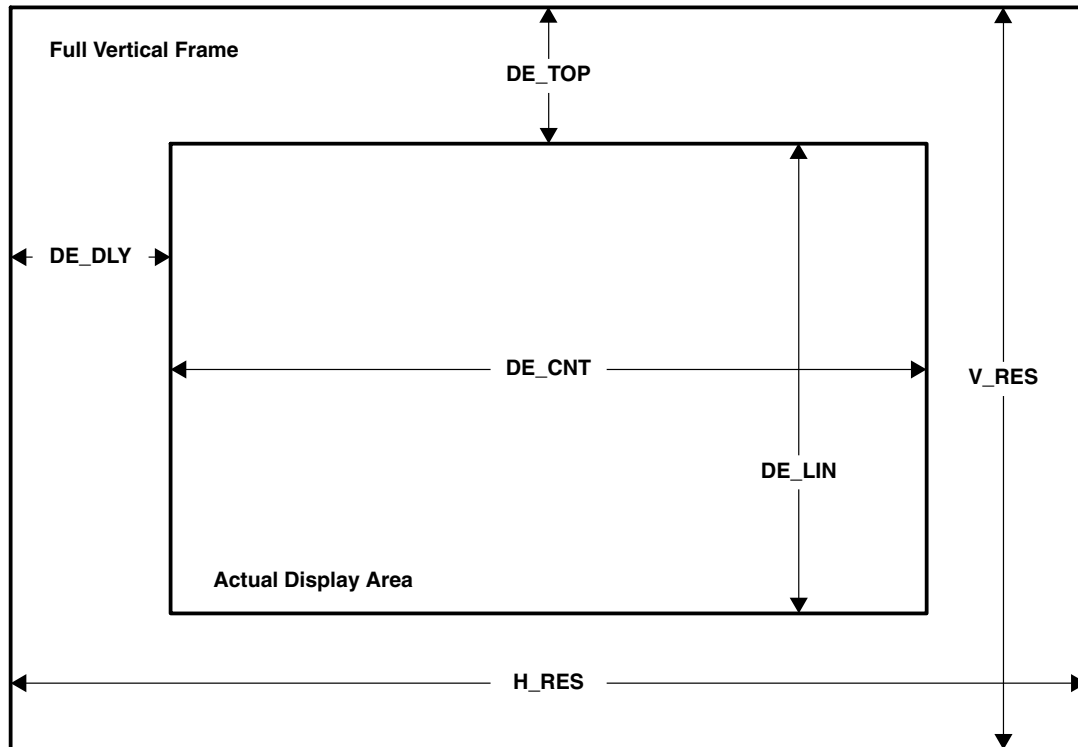 Full Vertical Frame
DE_TOP
DE_DLY
DE_CNT
V_RES
DE_LIN
Actual Display Area
H_RES